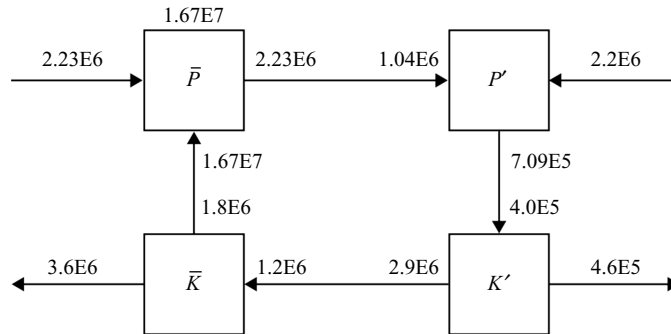 1.67E7
2.23E6 P̄ 2.23E6 1.04E6 P′ 2.2E6
1.67E7 7.09E5
1.8E6 4.0E5
3.6E6 K̄ 1.2E6 2.9E6 K′ 4.6E5